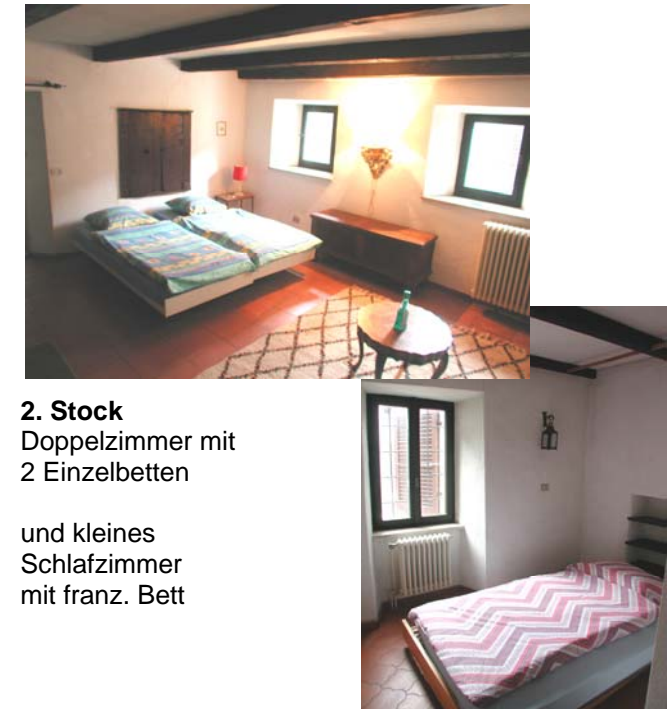 2. Stock
Doppelzimmer mit
2 Einzelbetten
und kleines
Schlafzimmer
mit franz. Bett